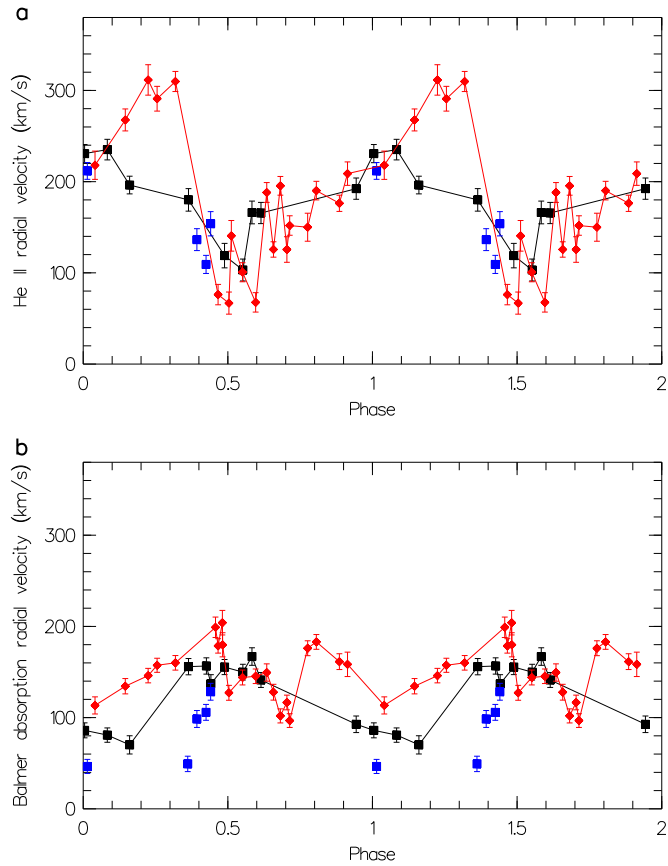 a
300
200
100
0
He II radial velocity (km/s)
0 0.5 1 1.5 2
Phase
b
300
200
100
0
Balmer absorption radial velocity (km/s)
0 0.5 1 1.5 2
Phase